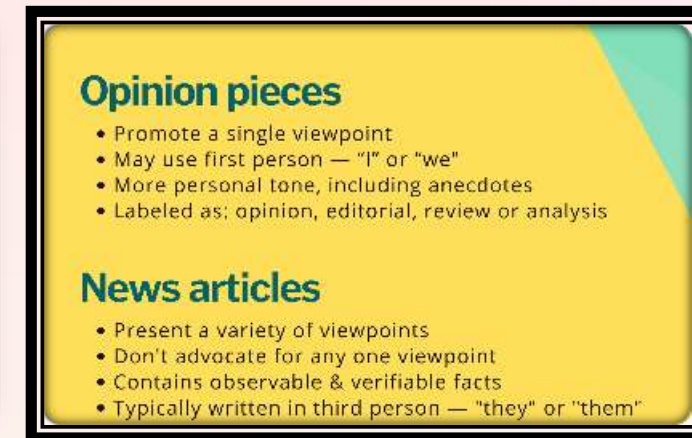 Opinion pieces
• Promote a single viewpoint
• May use first person — "I" or "we"
• More personal tone, including anecdotes
• Labeled as: opinion, editorial, review or analysis
News articles
• Present a variety of viewpoints
• Don't advocate for any one viewpoint
• Contains observable & verifiable facts
• Typically written in third person — "they" or "them"